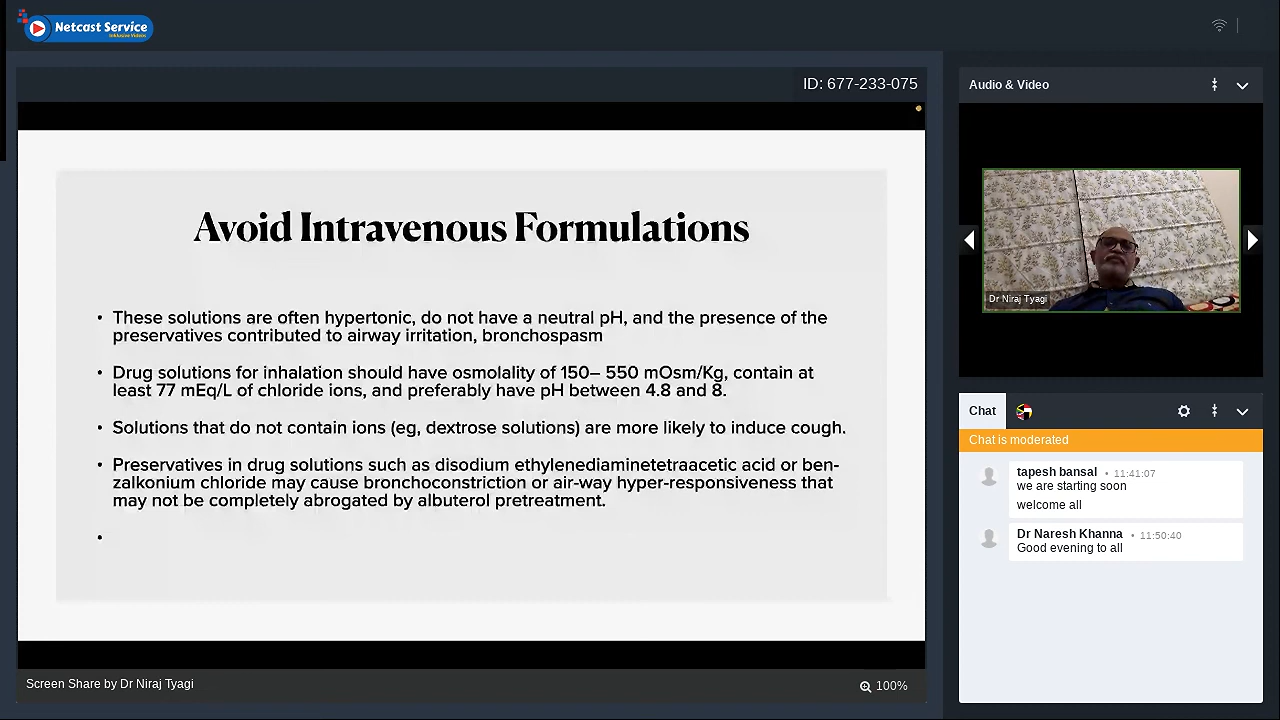 Netcast Service
Inklusive Videos
ID: 677-233-075
Avoid Intravenous Formulations
• These solutions are often hypertonic, do not have a neutral pH, and the presence of the
preservatives contributed to airway irritation, bronchospasm
• Drug solutions for inhalation should have osmolality of 150– 550 mOsm/Kg, contain at
least 77 mEq/L of chloride ions, and preferably have pH between 4.8 and 8.
• Solutions that do not contain ions (eg, dextrose solutions) are more likely to induce cough.
• Preservatives in drug solutions such as disodium ethylenediaminetetraacetic acid or ben-
zalkonium chloride may cause bronchoconstriction or air-way hyper-responsiveness that
may not be completely abrogated by albuterol pretreatment.
•
Screen Share by Dr Niraj Tyagi
100%
Audio & Video
Dr Niraj Tyagi
Chat
Chat is moderated
tapesh bansal • 11:41:07
we are starting soon
welcome all
Dr Naresh Khanna • 11:50:40
Good evening to all